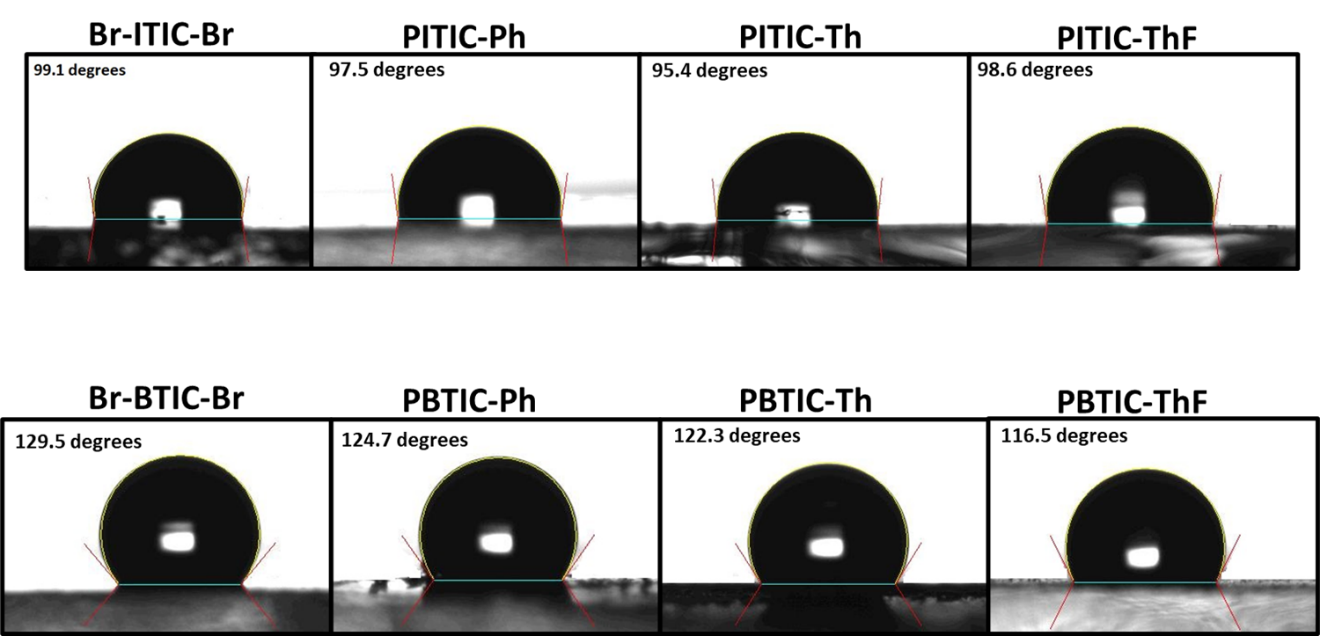 Br-ITIC-Br PITIC-Ph PITIC-Th PITIC-ThF
99.1 degrees 97.5 degrees 95.4 degrees 98.6 degrees
Br-BTIC-Br PBTIC-Ph PBTIC-Th PBTIC-ThF
129.5 degrees 124.7 degrees 122.3 degrees 116.5 degrees